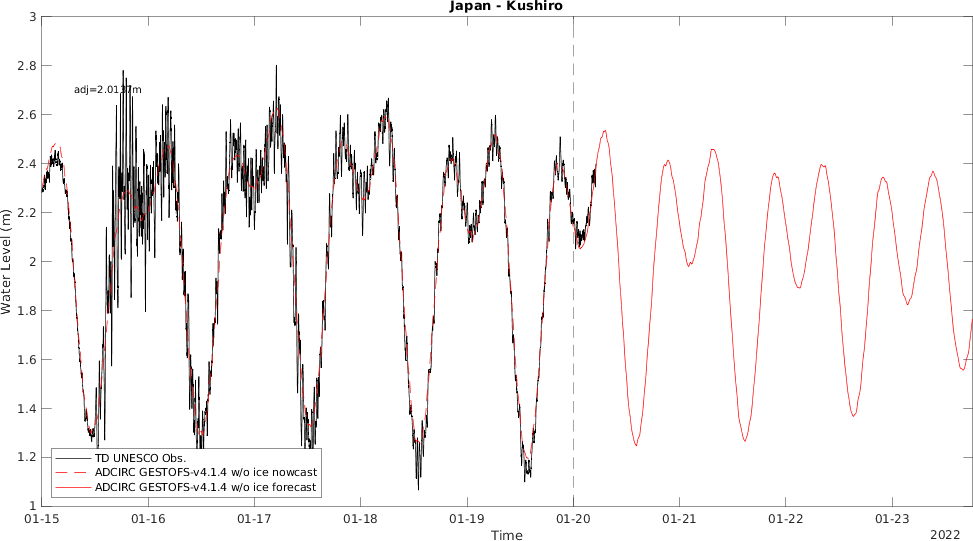 Japan - Kushiro
3
2.8
adj=2.0137m
2.6
2.4
2.2
2
1.8
1.6
1.4
1.2
1
Water Level (m)
TD UNESCO Obs.
ADCIRC GESTOFS-v4.1.4 w/o ice nowcast
ADCIRC GESTOFS-v4.1.4 w/o ice forecast
01-15 01-16 01-17 01-18 01-19 01-20 01-21 01-22 01-23
Time
2022